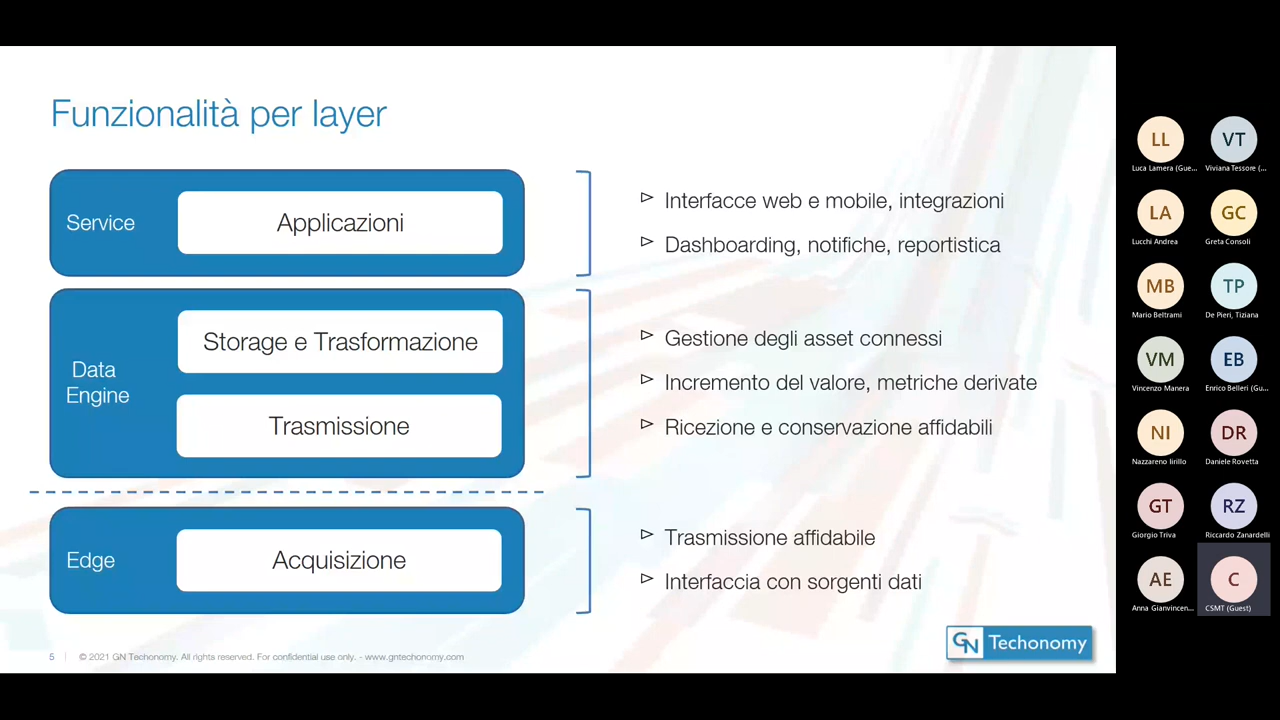 Funzionalità per layer
Service
Applicazioni
Interfacce web e mobile, integrazioni
Dashboarding, notifiche, reportistica
Data
Engine
Storage e Trasformazione
Trasmissione
Gestione degli asset connessi
Incremento del valore, metriche derivate
Ricezione e conservazione affidabili
Edge
Acquisizione
Trasmissione affidabile
Interfaccia con sorgenti dati
5 | © 2021 GN Techonomy. All rights reserved. For confidential use only. - www.gntechonomy.com
GN Techonomy
LL
Luca Lamera (Gue...
VT
Viviana Tessore (...
LA
Lucchi Andrea
GC
Greta Consoli
MB
Mario Beltrami
TP
De Pieri, Tiziana
VM
Vincenzo Manera
EB
Enrico Belleri (Gu...
NI
Nazzareno Iirillo
DR
Daniele Rovetta
GT
Giorgio Triva
RZ
Riccardo Zanardelli
AE
Anna Gianvincen...
C
CSMT (Guest)